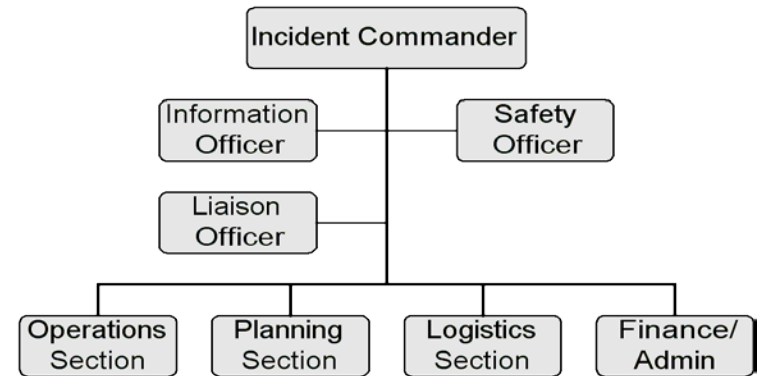 Incident Commander
Information
Officer
Safety
Officer
Liaison
Officer
Operations
Section
Planning
Section
Logistics
Section
Finance/
Admin